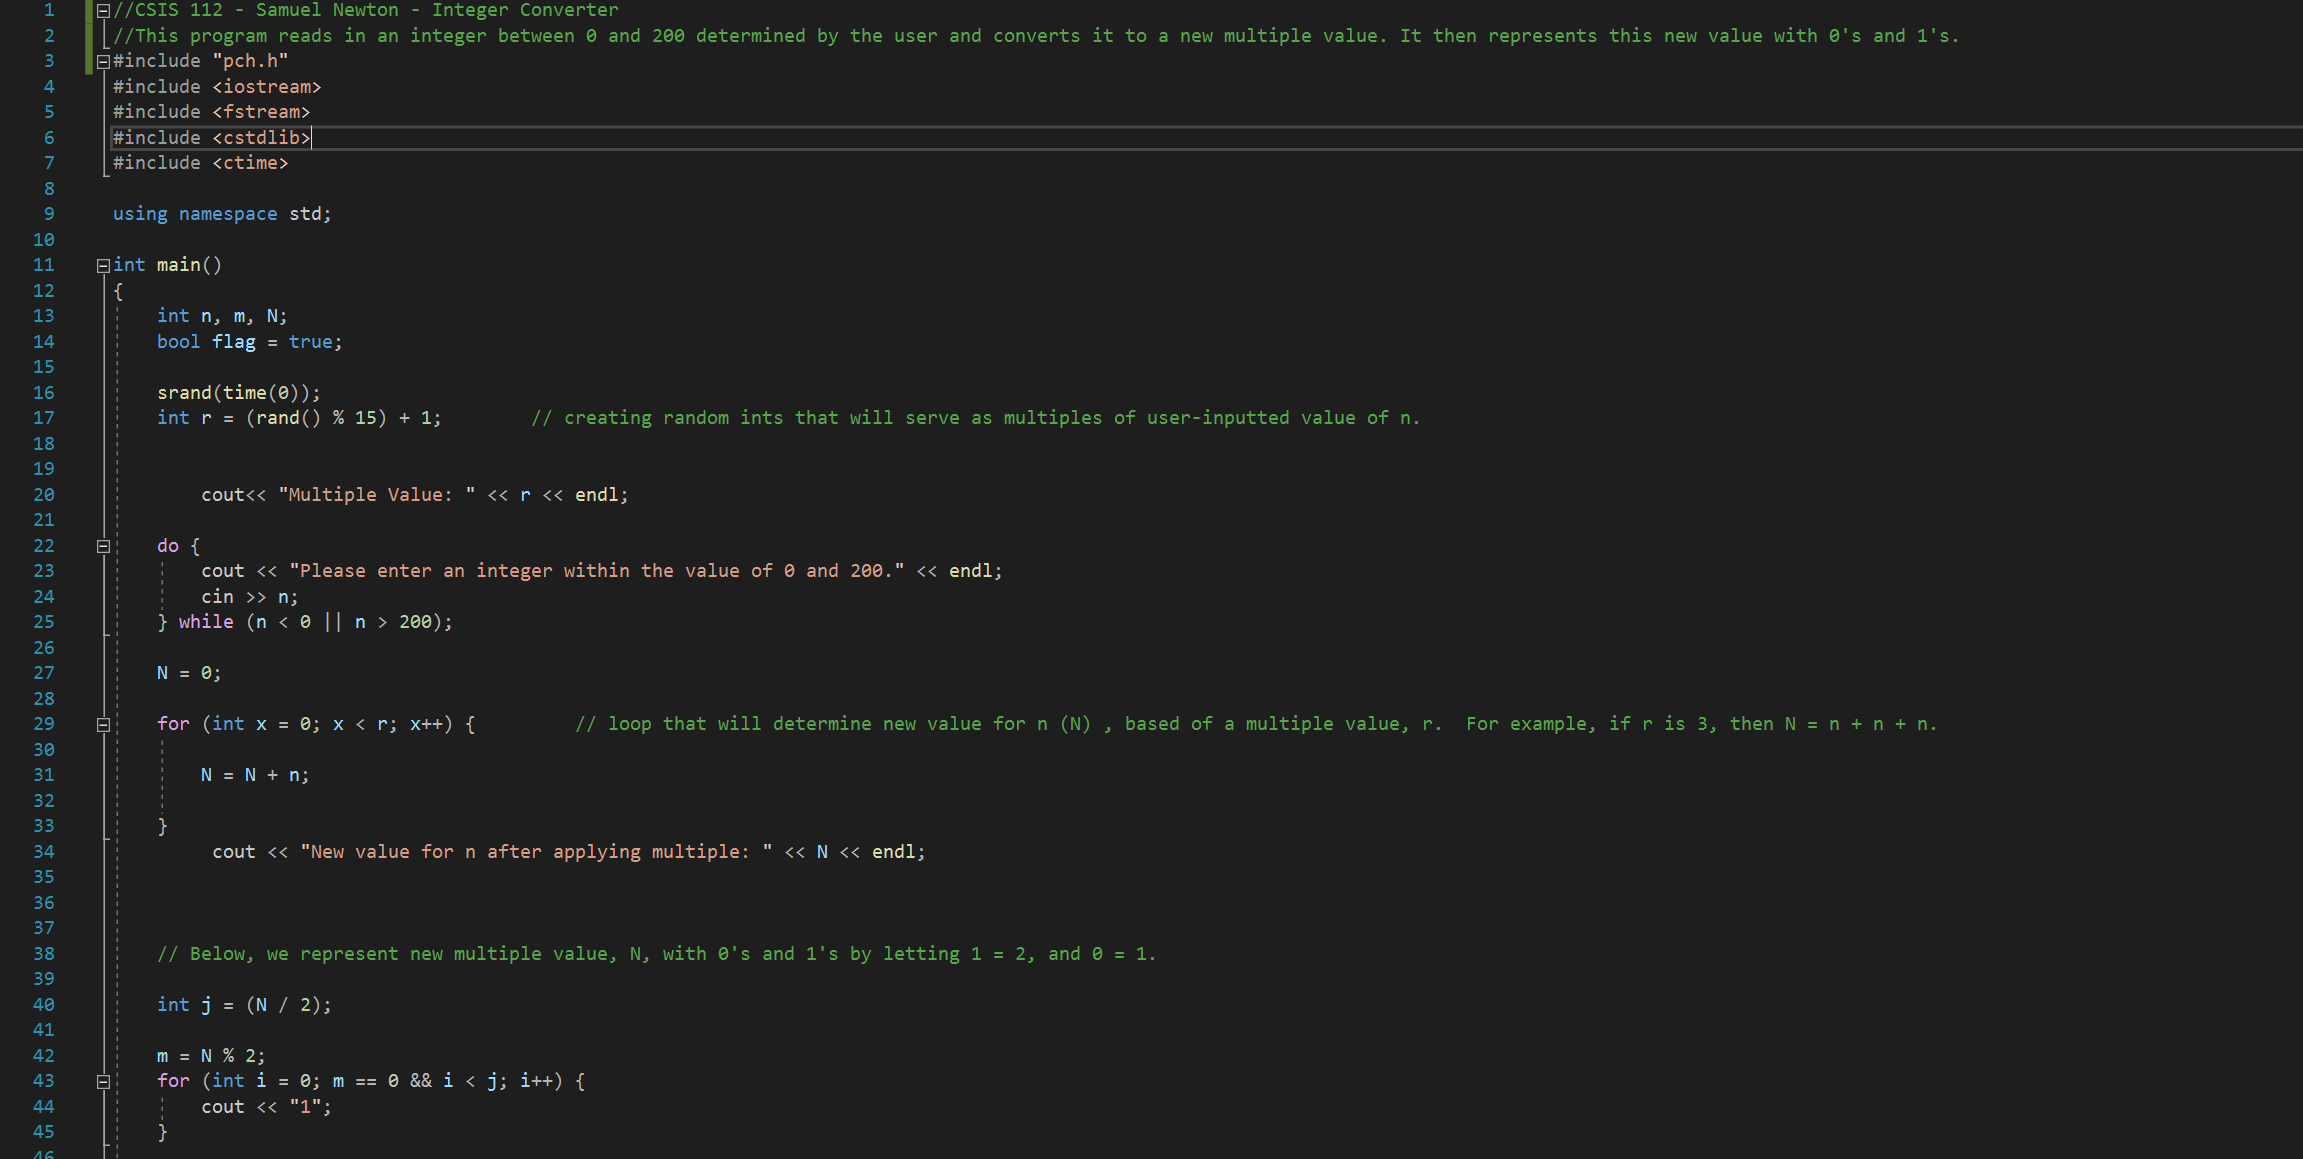 1 //CSIS 112 - Samuel Newton - Integer Converter
2 //This program reads in an integer between 0 and 200 determined by the user and converts it to a new multiple value. It then represents this new value with 0's and 1's.
3 #include "pch.h"
4 #include <iostream>
5 #include <fstream>
6 #include <cstdlib>
7 #include <ctime>
8
9 using namespace std;
10
11 int main()
12 {
13 int n, m, N;
14 bool flag = true;
15
16 srand(time(0));
17 int r = (rand() % 15) + 1; // creating random ints that will serve as multiples of user-inputted value of n.
18
19
20 cout<< "Multiple Value: " << r << endl;
21
22 do {
23 cout << "Please enter an integer within the value of 0 and 200." << endl;
24 cin >> n;
25 } while (n < 0 || n > 200);
26
27 N = 0;
28
29 for (int x = 0; x < r; x++) { // loop that will determine new value for n (N) , based of a multiple value, r.  For example, if r is 3, then N = n + n + n.
30
31 N = N + n;
32
33 }
34 cout << "New value for n after applying multiple: " << N << endl;
35
36
37
38 // Below, we represent new multiple value, N, with 0's and 1's by letting 1 = 2, and 0 = 1.
39
40 int j = (N / 2);
41
42 m = N % 2;
43 for (int i = 0; m == 0 && i < j; i++) {
44 cout << "1";
45 }
46